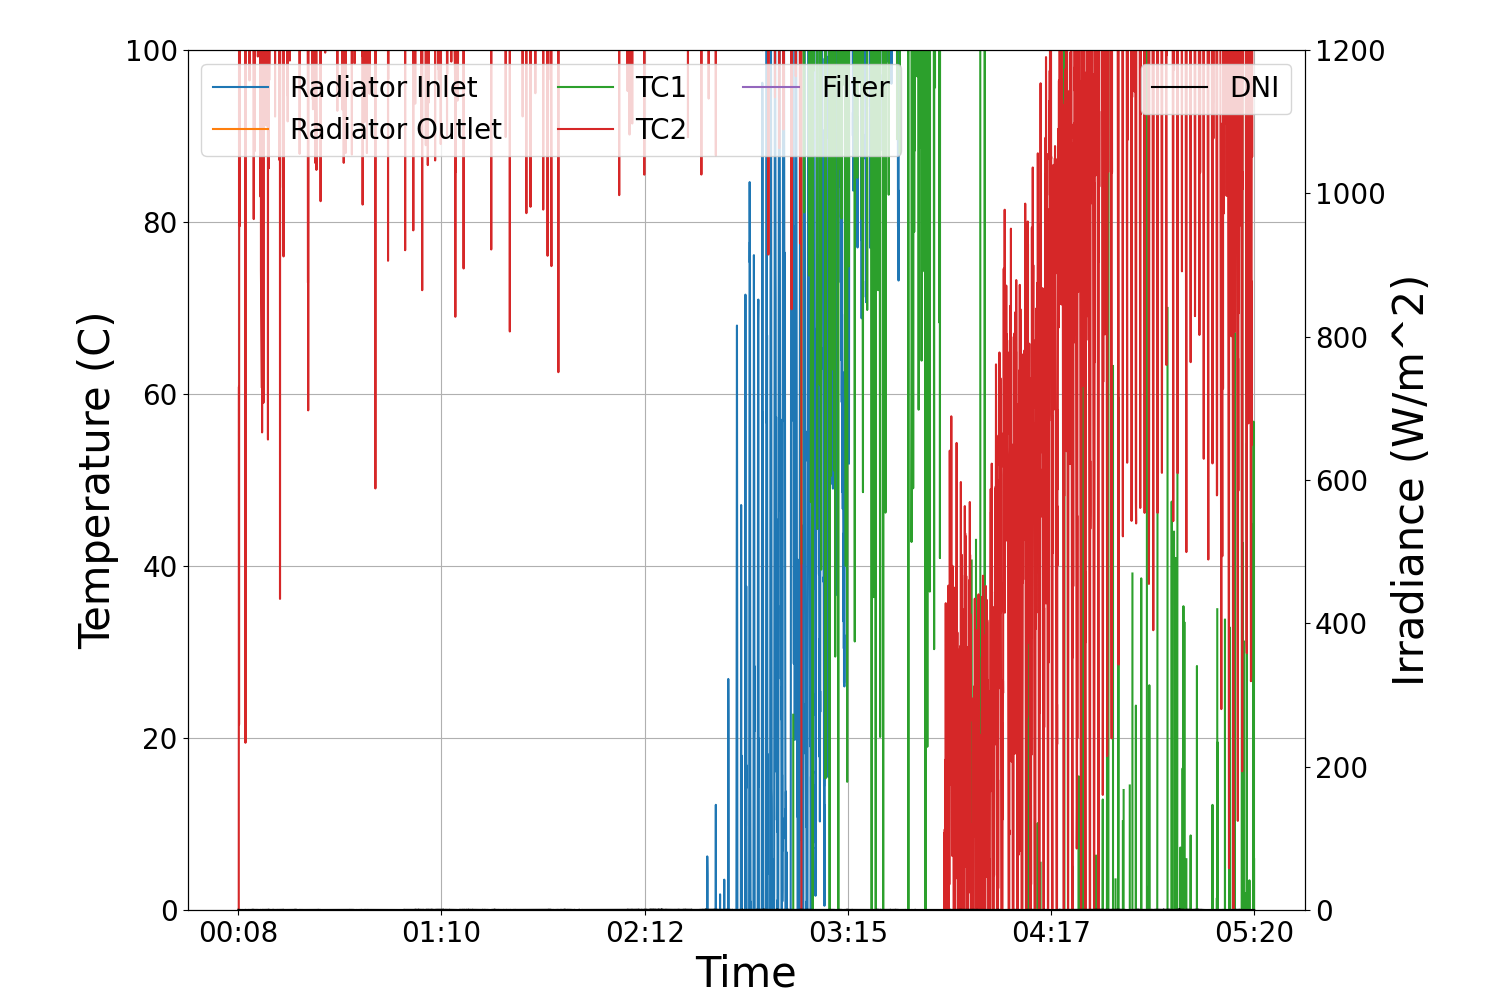 100
80
60
40
20
0
Temperature (C)
Radiator Inlet
Radiator Outlet
TC1
TC2
Filter
DNI
1200
1000
800
600
400
200
0
Irradiance (W/m^2)
00:08 01:10 02:12 03:15 04:17 05:20
Time